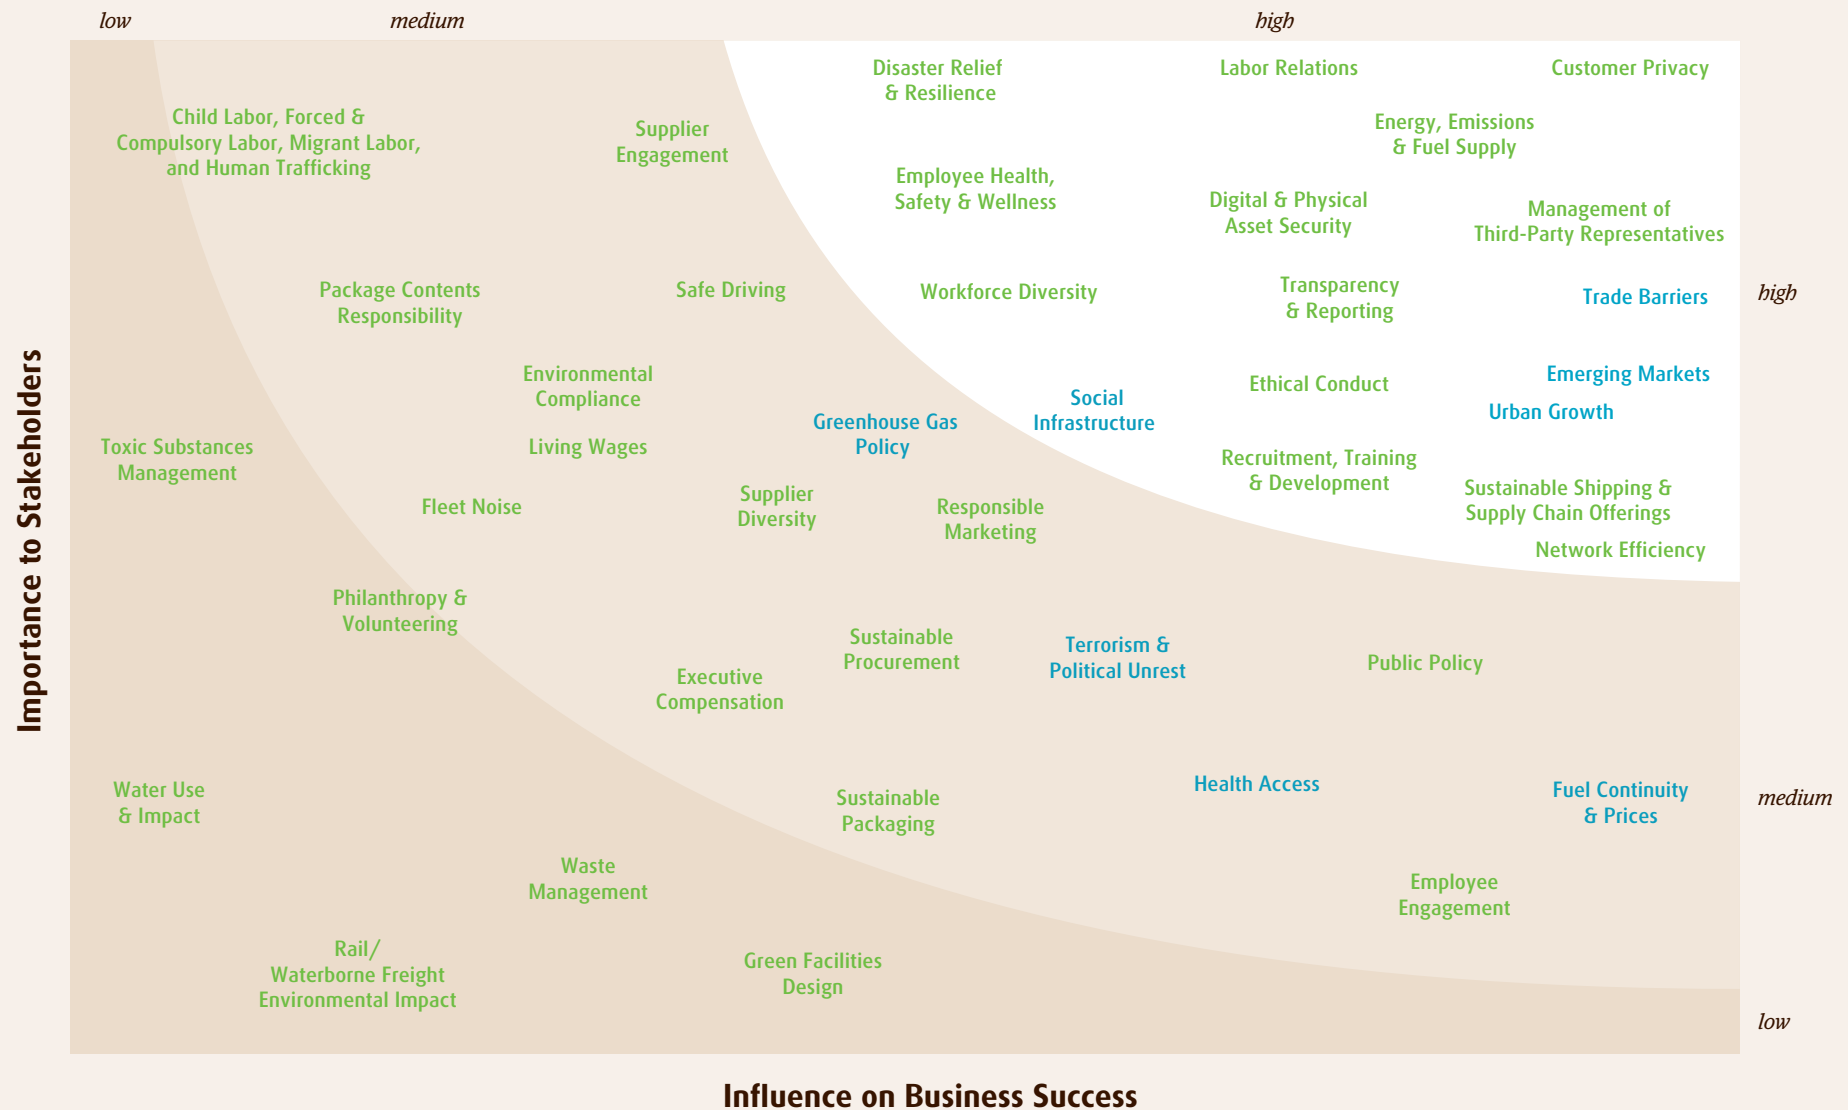 low
medium
high
Disaster Relief
& Resilience
Labor Relations
Customer Privacy
Child Labor, Forced &
Compulsory Labor, Migrant Labor,
and Human Trafficking
Supplier
Engagement
Energy, Emissions
& Fuel Supply
Employee Health,
Safety & Wellness
Digital & Physical
Asset Security
Management of
Third-Party Representatives
Package Contents
Responsibility
Safe Driving
Workforce Diversity
Transparency
& Reporting
Trade Barriers
high
Environmental
Compliance
Greenhouse Gas
Policy
Social
Infrastructure
Ethical Conduct
Emerging Markets
Urban Growth
Toxic Substances
Management
Living Wages
Recruitment, Training
& Development
Fleet Noise
Supplier
Diversity
Responsible
Marketing
Sustainable Shipping &
Supply Chain Offerings
Network Efficiency
Importance to Stakeholders
Philanthropy &
Volunteering
Sustainable
Procurement
Terrorism &
Political Unrest
Public Policy
Executive
Compensation
Water Use
& Impact
Sustainable
Packaging
Health Access
Fuel Continuity
& Prices
medium
Waste
Management
Employee
Engagement
Rail/
Waterborne Freight
Environmental Impact
Green Facilities
Design
low
Influence on Business Success